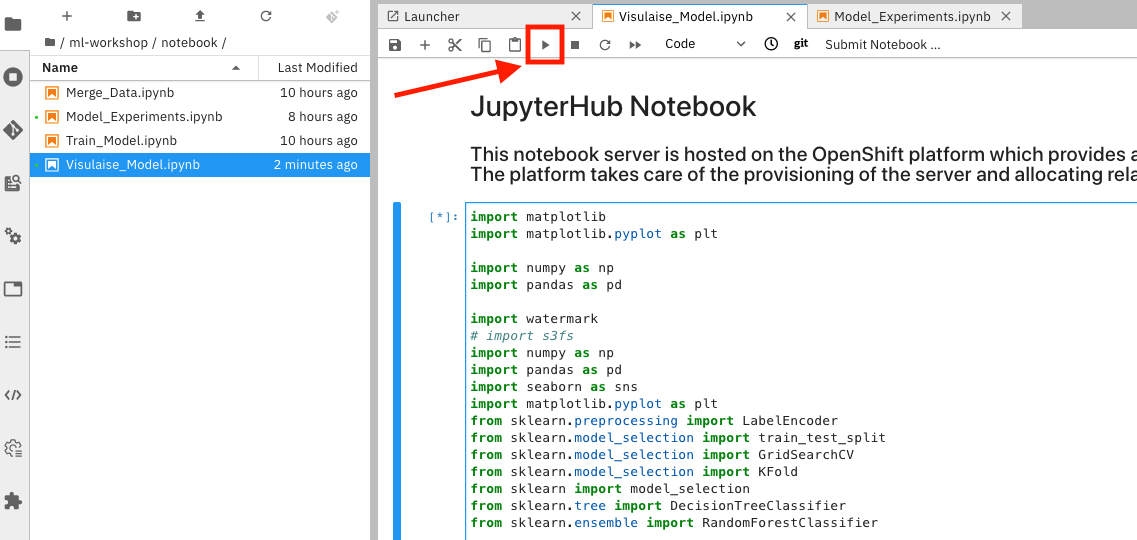 / ml-workshop / notebook /
Name Last Modified
Merge_Data.ipynb 10 hours ago
Model_Experiments.ipynb 8 hours ago
Train_Model.ipynb 10 hours ago
Visulaise_Model.ipynb 2 minutes ago
Launcher Visulaise_Model.ipynb Model_Experiments.ipynb
Code git Submit Notebook ...
JupyterHub Notebook
This notebook server is hosted on the OpenShift platform which provides a
The platform takes care of the provisioning of the server and allocating rela
[*]: import matplotlib
import matplotlib.pyplot as plt
import numpy as np
import pandas as pd
import watermark
# import s3fs
import numpy as np
import pandas as pd
import seaborn as sns
import matplotlib.pyplot as plt
from sklearn.preprocessing import LabelEncoder
from sklearn.model_selection import train_test_split
from sklearn.model_selection import GridSearchCV
from sklearn.model_selection import KFold
from sklearn import model_selection
from sklearn.tree import DecisionTreeClassifier
from sklearn.ensemble import RandomForestClassifier